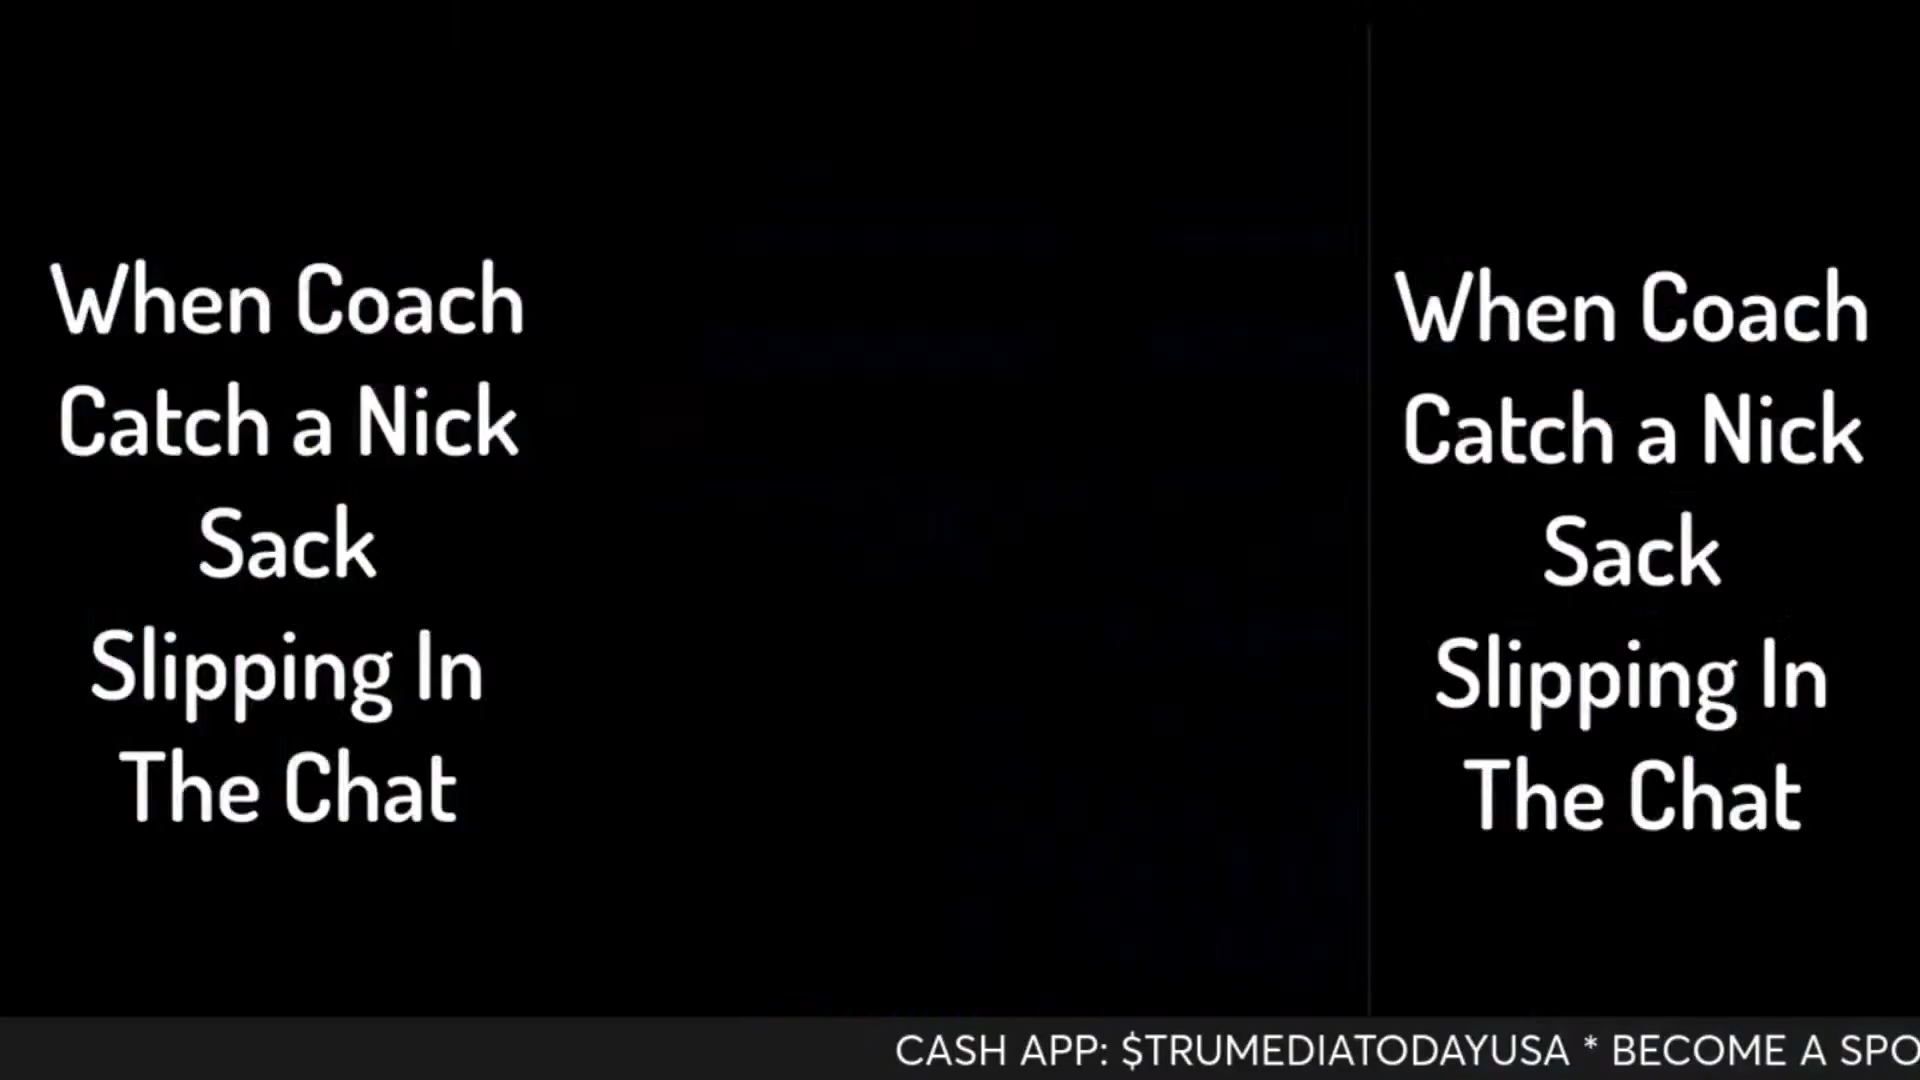 When Coach
Catch a Nick
Sack
Slipping In
The Chat
When Coach
Catch a Nick
Sack
Slipping In
The Chat
CASH APP: $TRUMEDIATODAYUSA * BECOME A SPO